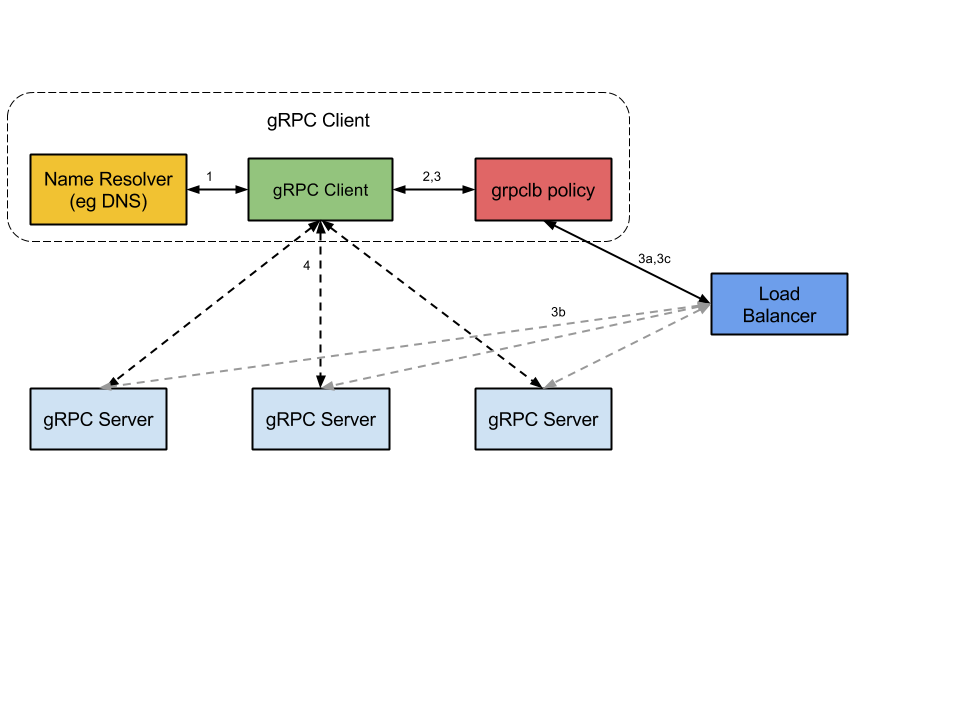 gRPC Client
Name Resolver
(eg DNS)
1
gRPC Client
2,3
grpclb policy
4
3a,3c
3b
Load
Balancer
gRPC Server
gRPC Server
gRPC Server